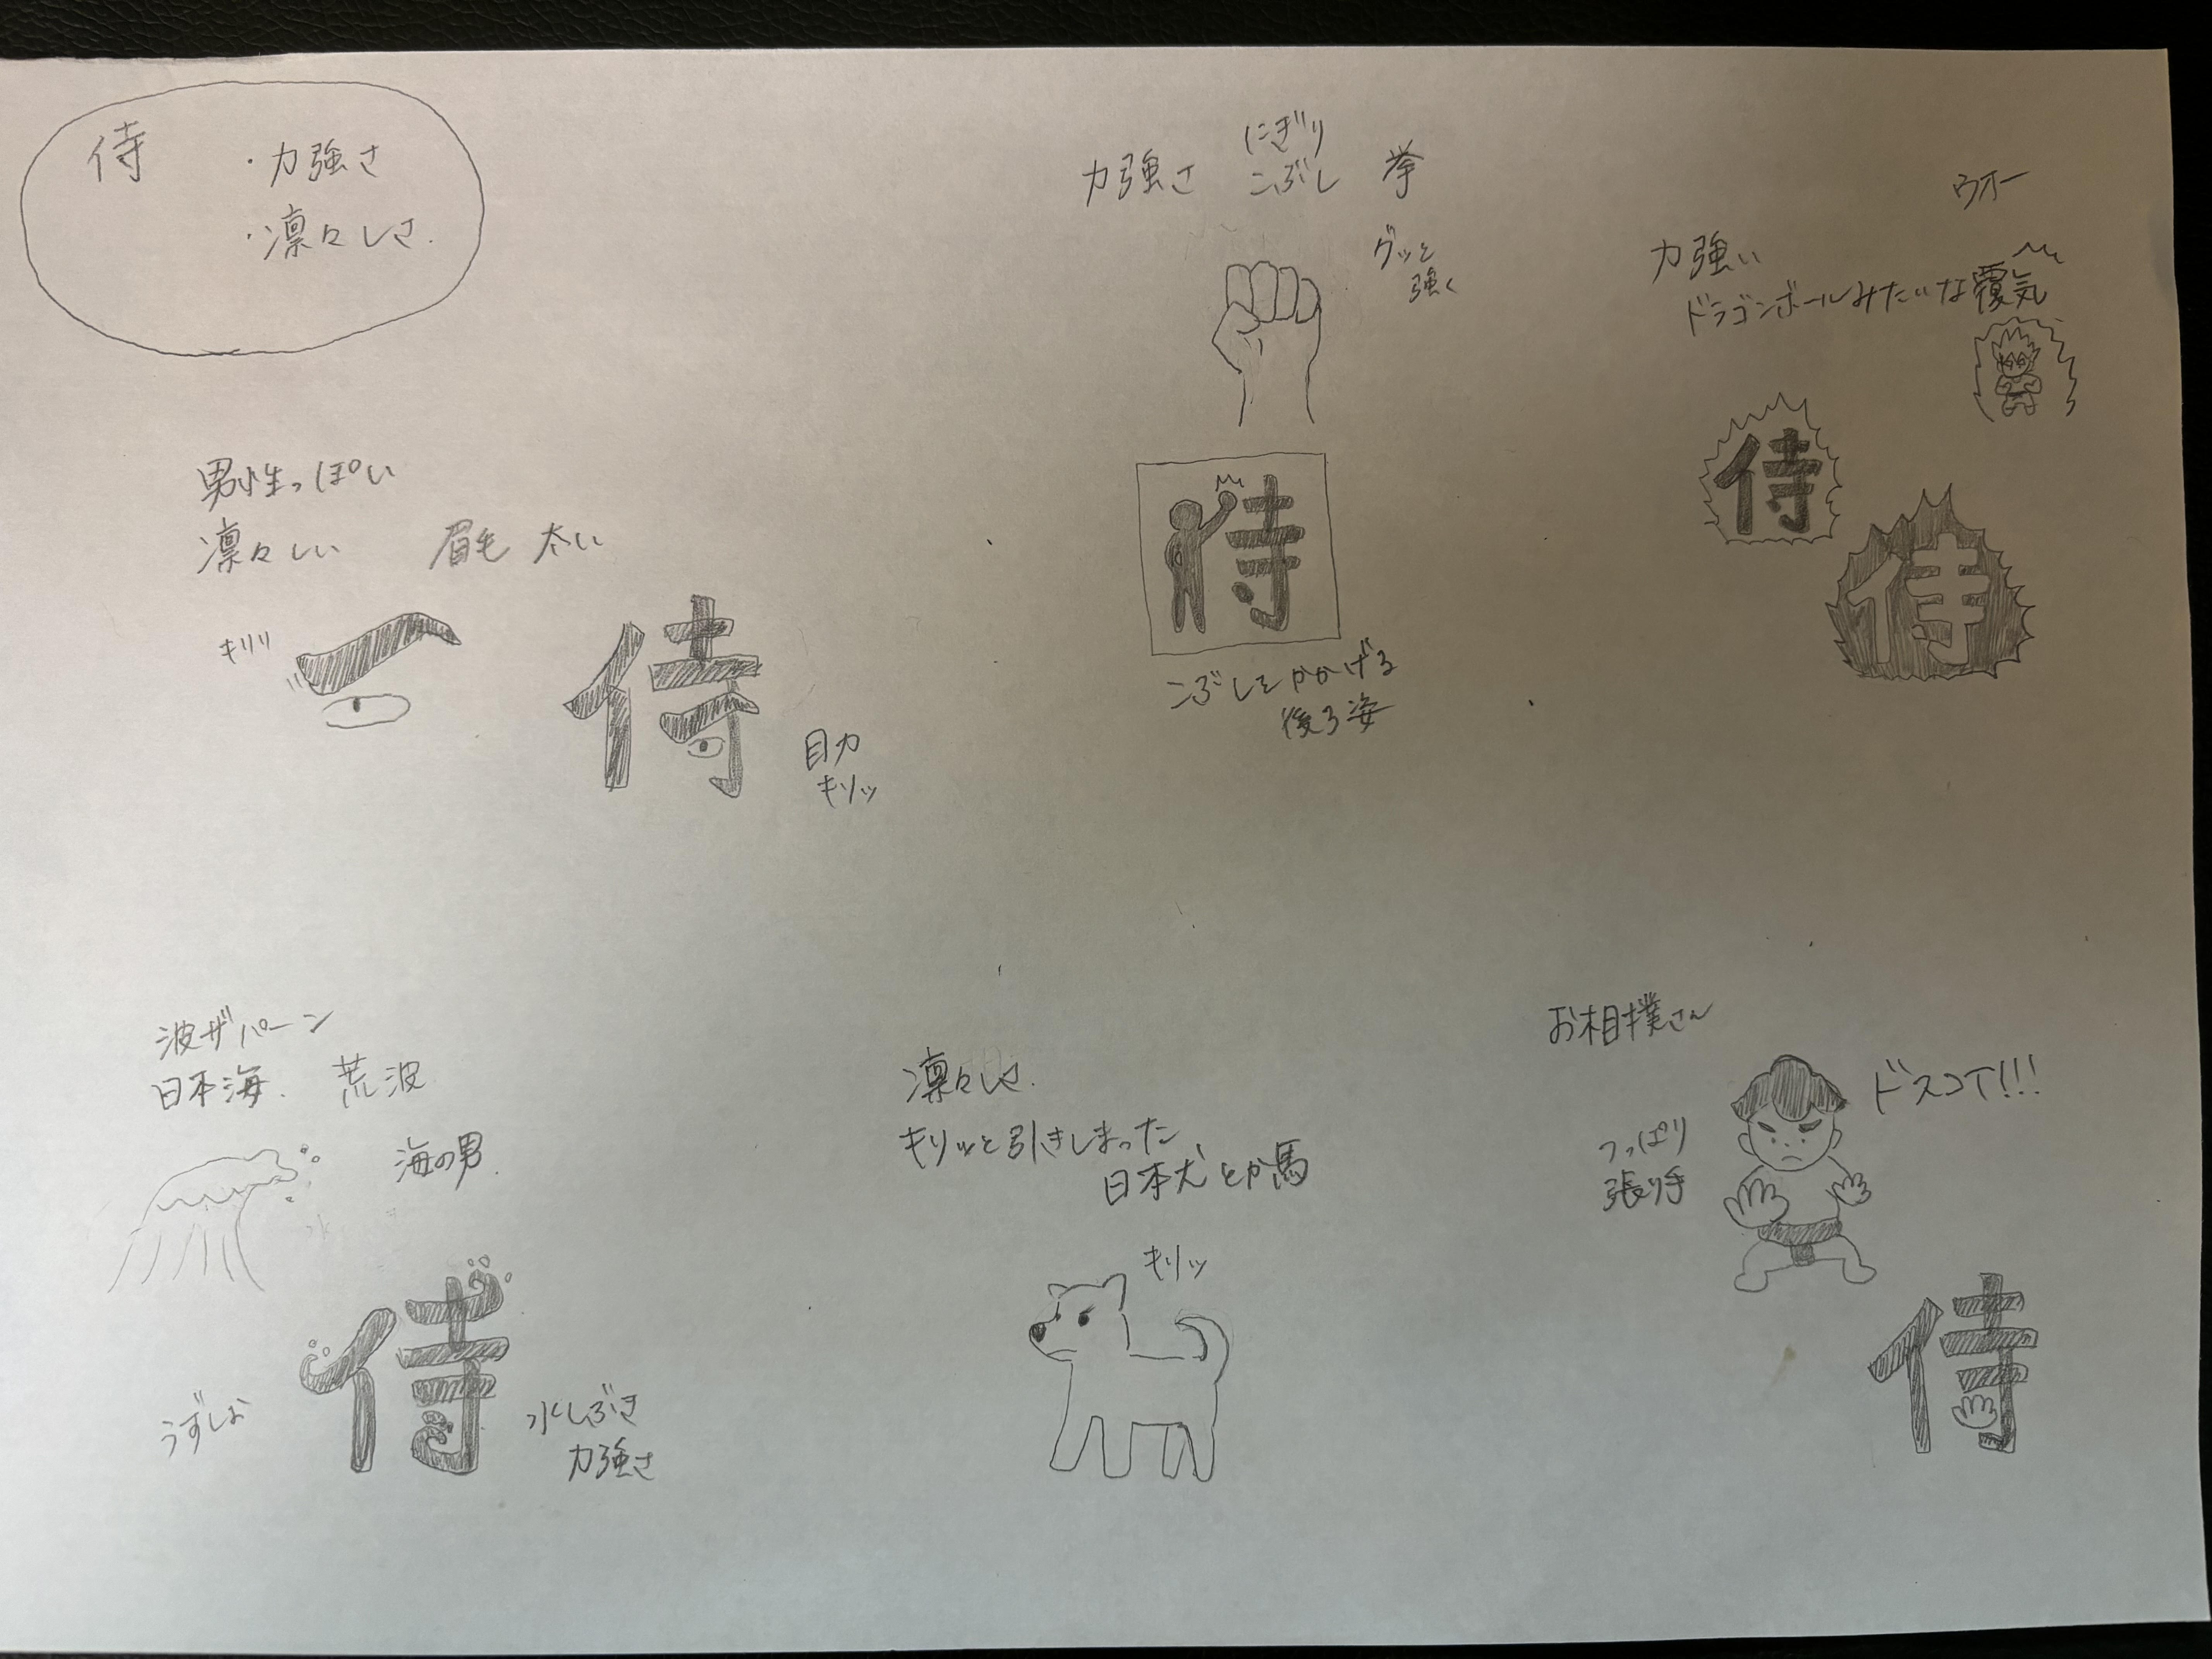 侍
・力強さ
・凛々しさ.
力強さ
にぎり
こぶし
拳
グッと
強く
侍
こぶしをかかげる
後ろ姿
ウオー
力強い
ドラゴンボールみたいな覆気
侍
侍
男性っぽい
凛々しい
眉毛 太い
キリリ
侍
目力
キリッ
波ザパーン
日本海. 荒波
海の男.
侍
うずしお
水しぶき
力強さ
凛々しさ.
キリッと引きしまった
日本犬とか馬
キリッ
お相撲さん
ドスコイ!!!
つっぱり
張り手
侍